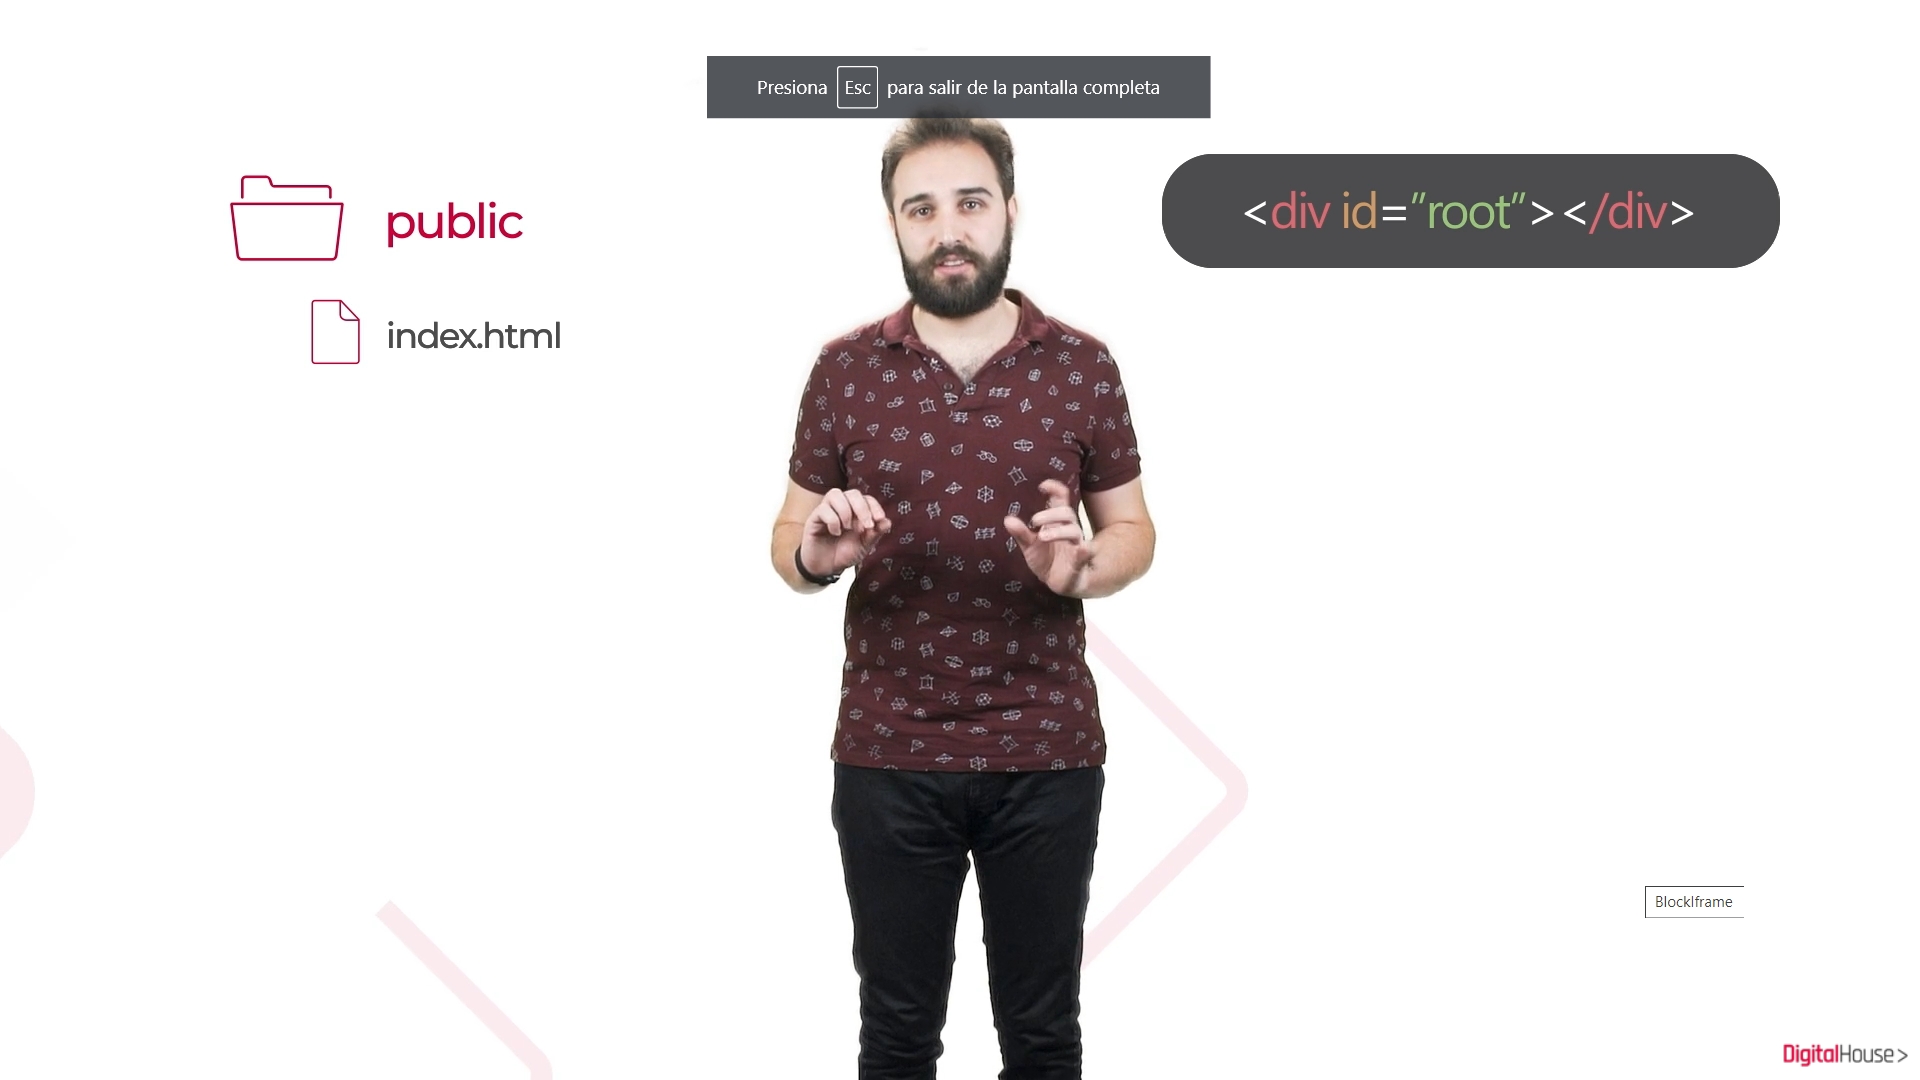 Presiona Esc para salir de la pantalla completa
public
index.html
<div id=”root”></div>
BlockIframe
DigitalHouse>